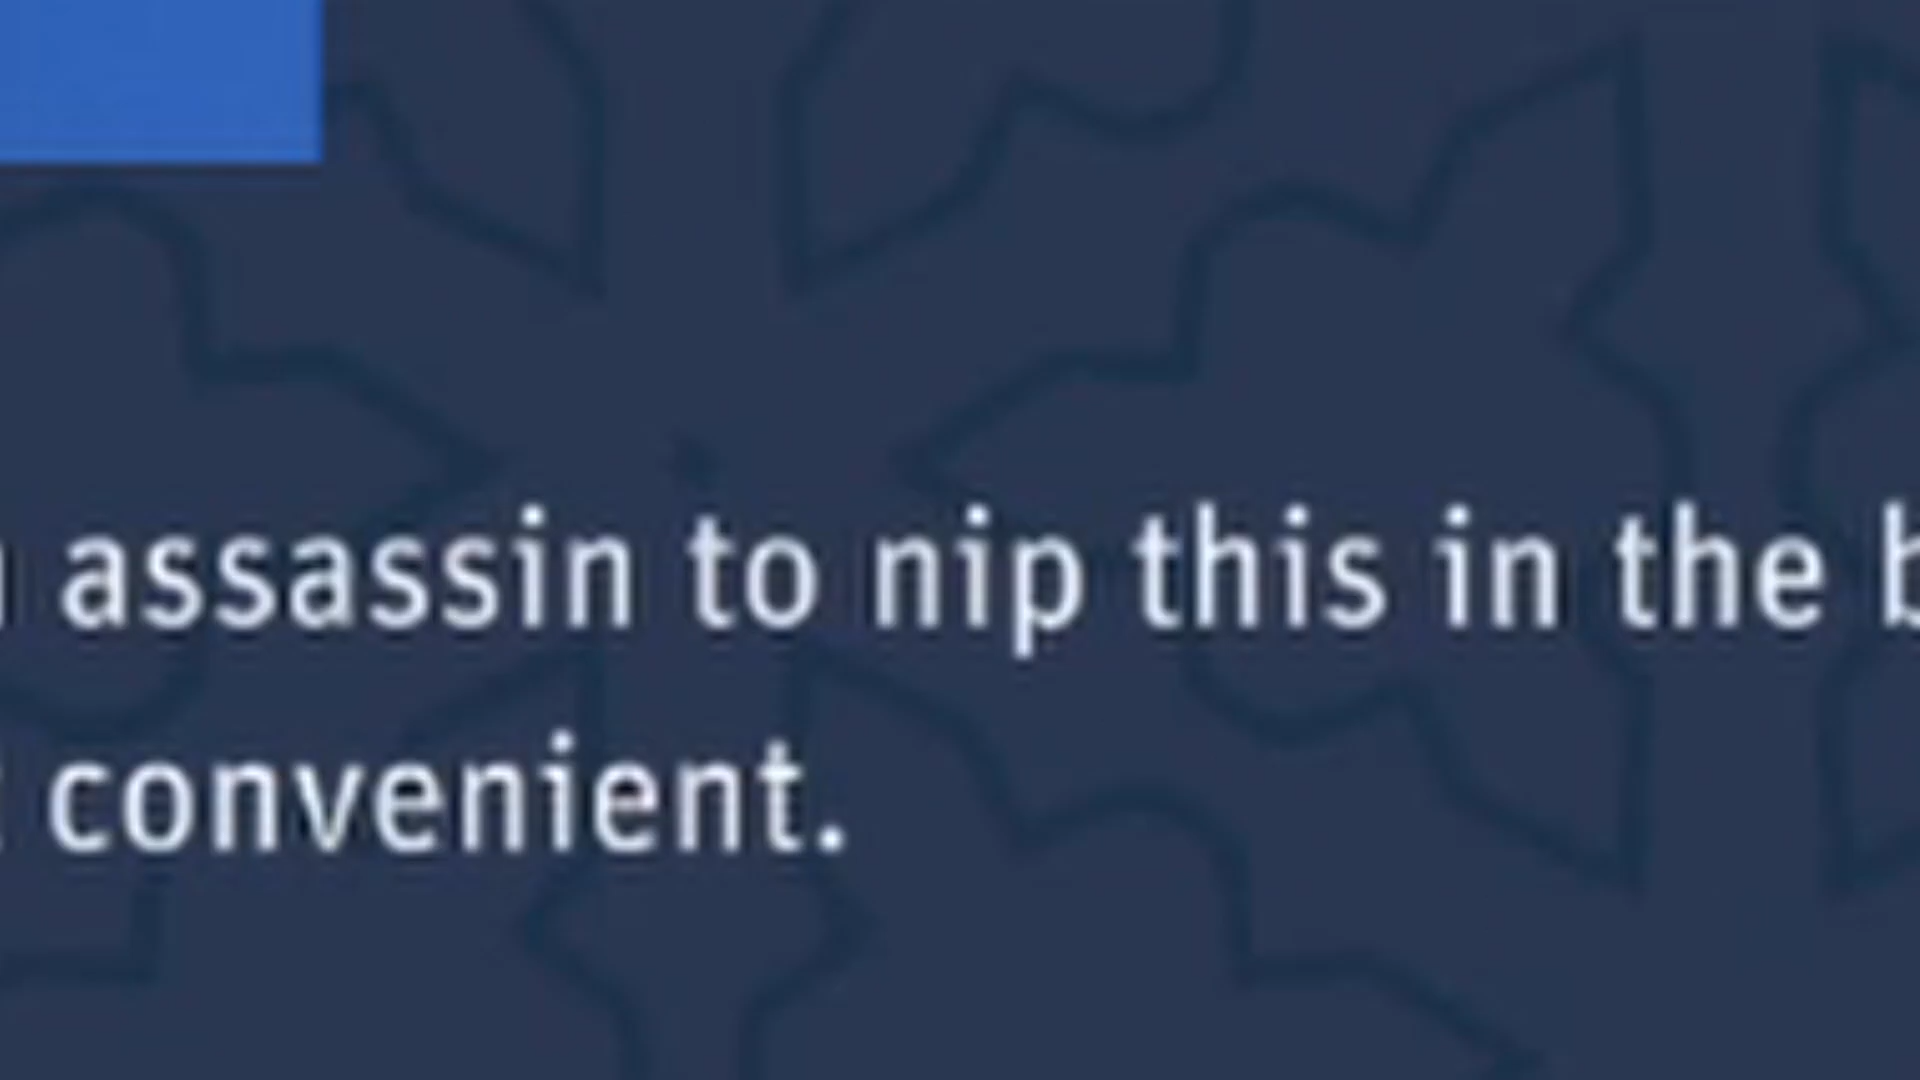 assassin to nip this in the
convenient.